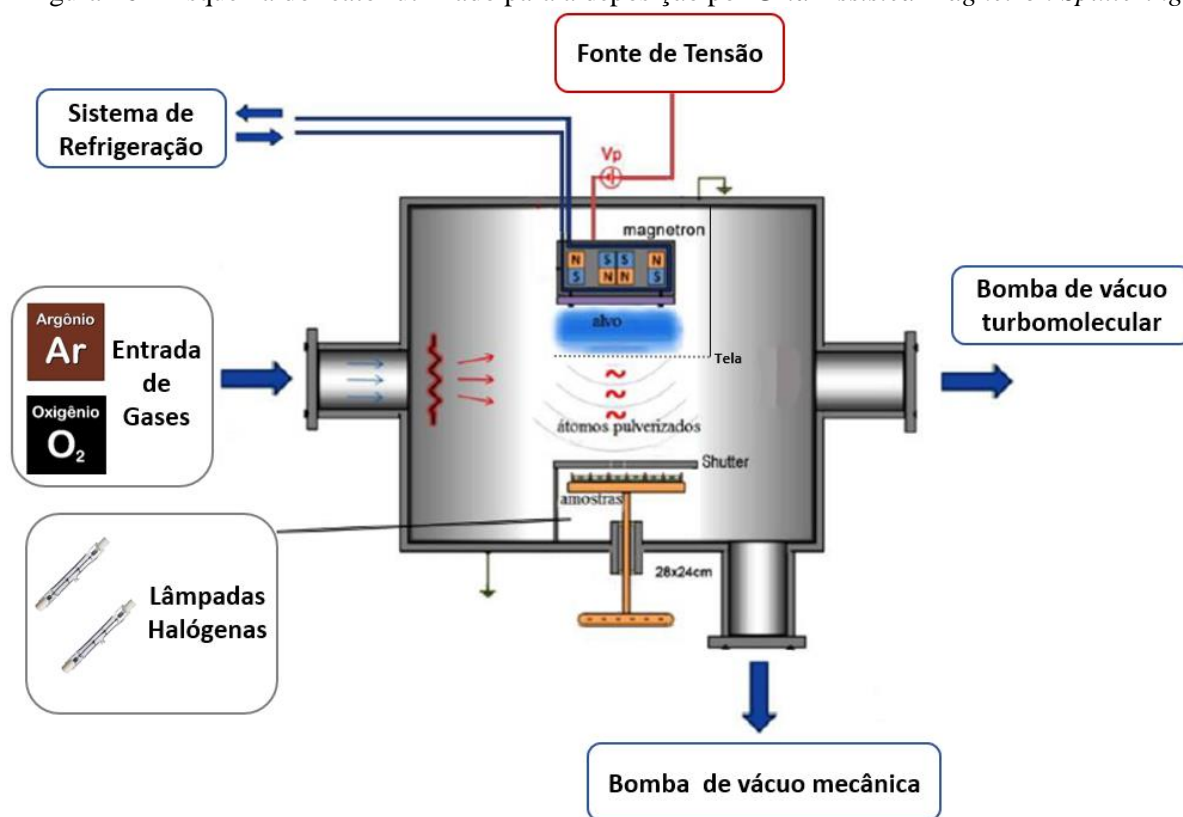 Fonte de Tensão
Sistema de
Refrigeração
Vp
magnetron
N S S N
S N N S
alvo
Tela
Argônio
Ar
Oxigênio
O₂
Entrada
de
Gases
Bomba de vácuo
turbomolecular
átomos pulverizados
Shutter
amostras
28x24cm
Lâmpadas
Halógenas
Bomba de vácuo mecânica